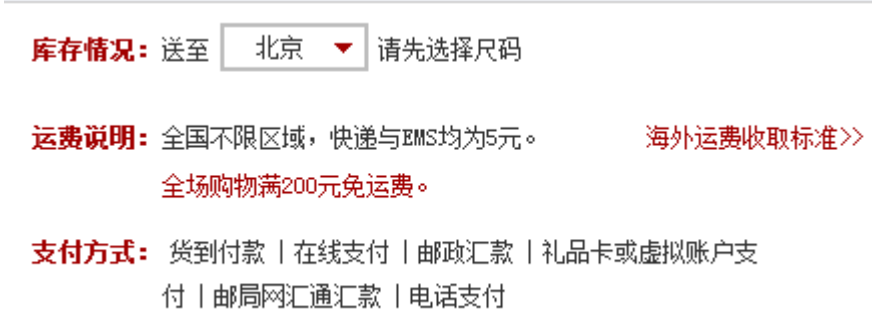 库存情况：送至 北京 ▼ 请先选择尺码
运费说明：全国不限区域，快递与EMS均为5元。 海外运费收取标准>>
全场购物满200元免运费。
支付方式： 货到付款 | 在线支付 | 邮政汇款 | 礼品卡或虚拟账户支
付 | 邮局网汇通汇款 | 电话支付